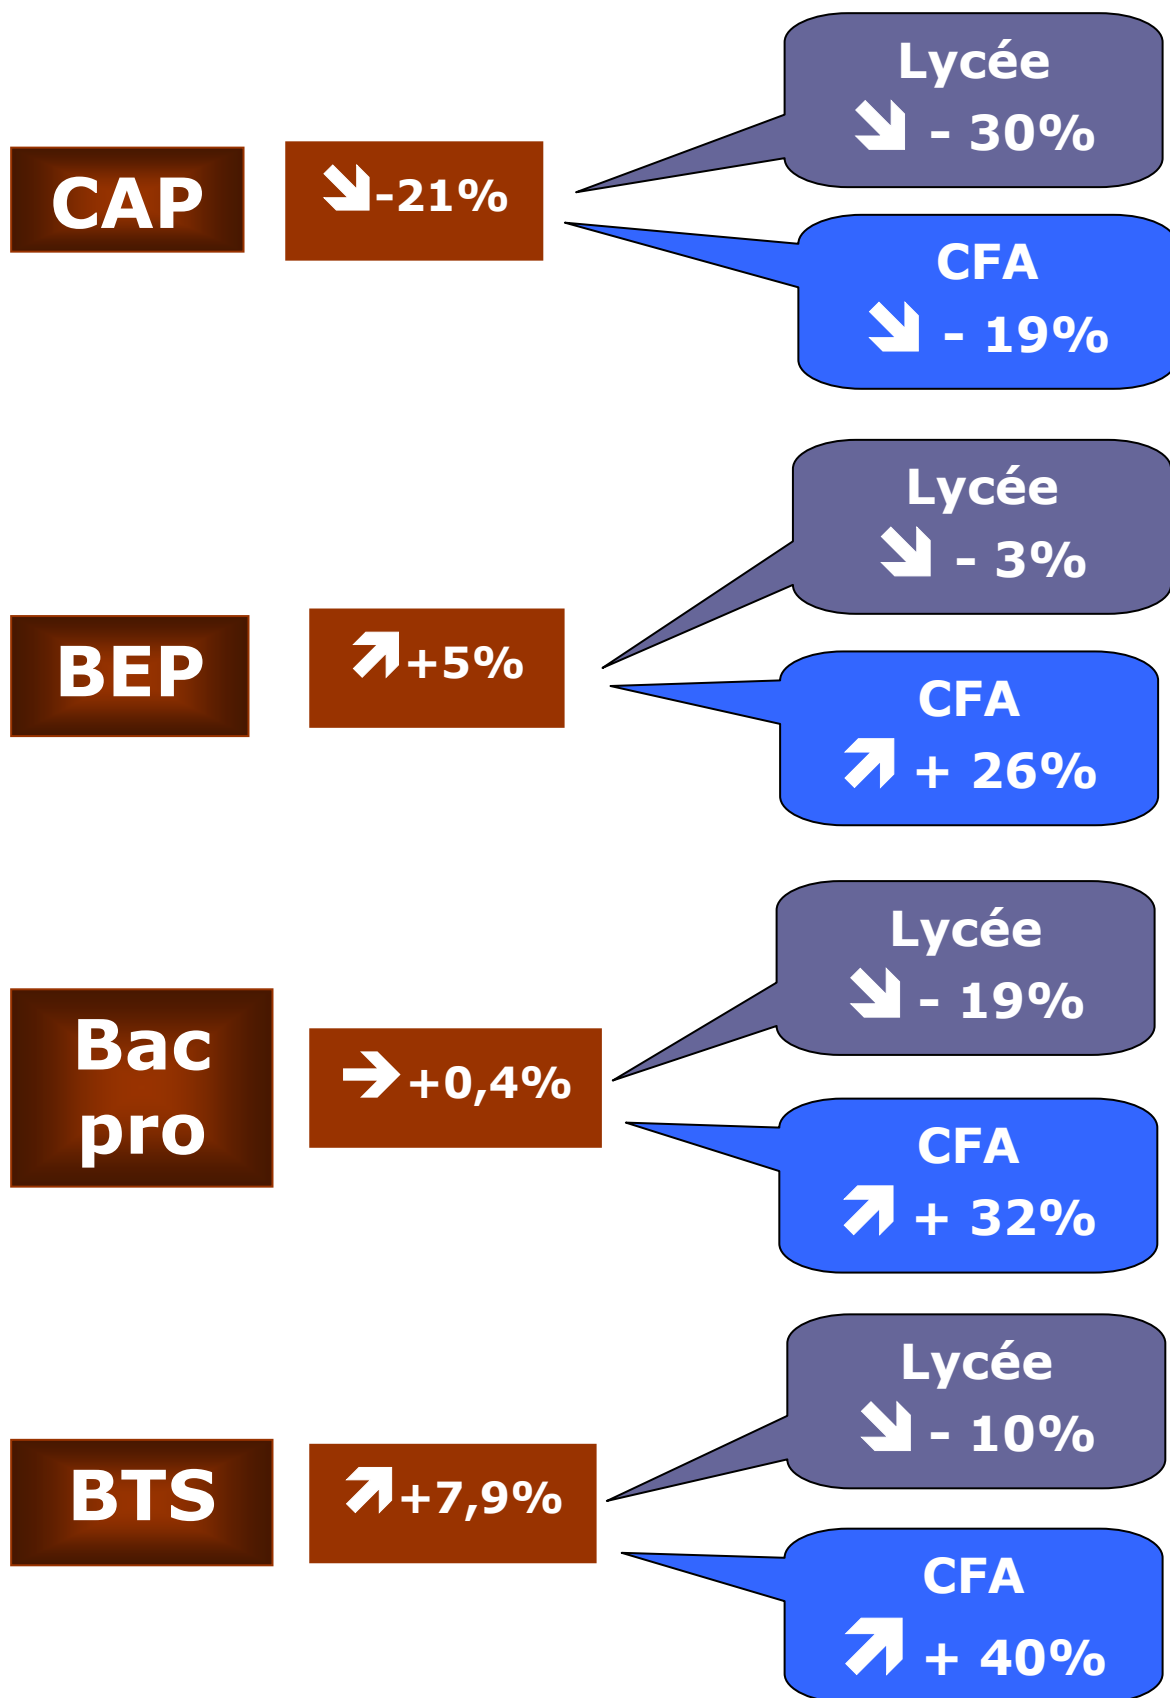 CAP
-21%
Lycée
- 30%
CFA
- 19%
BEP
+5%
Lycée
- 3%
CFA
+ 26%
Bac
pro
+0,4%
Lycée
- 19%
CFA
+ 32%
BTS
+7,9%
Lycée
- 10%
CFA
+ 40%